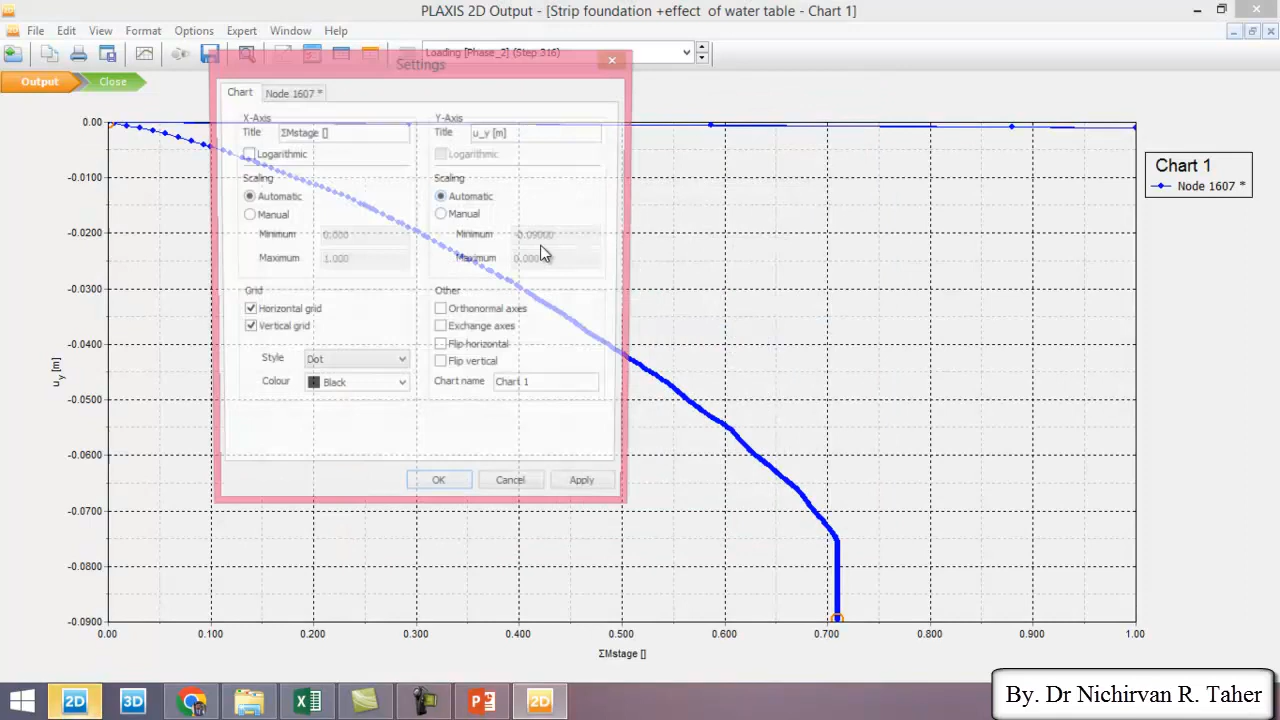 PLAXIS 2D Output - [Strip foundation +effect of water table - Chart 1]
File Edit View Format Options Expert Window Help
Loading [Phase_2] (Step 316)
Output Close
Settings
Chart Node 1607 *
X-Axis Y-Axis
Title ΣMstage [] Title u_y [m]
Logarithmic Logarithmic
Scaling Scaling
Automatic Automatic
Manual Manual
Minimum 0.000 Minimum -0.09000
Maximum 1.000 Maximum
Grid Other
Horizontal grid Orthonormal axes
Vertical grid Exchange axes
Flip horizontal
Style Dot Flip vertical
Colour Black Chart name Chart 1
OK Cancel Apply
Chart 1
Node 1607 *
0.00
-0.0100
-0.0200
-0.0300
-0.0400
-0.0500
-0.0600
-0.0700
-0.0800
-0.0900
u_y [m]
0.00 0.100 0.200 0.300 0.400 0.500 0.600 0.700 0.800 0.900 1.00
ΣMstage []
2D 3D 2D
By. Dr Nichirvan R. Taher